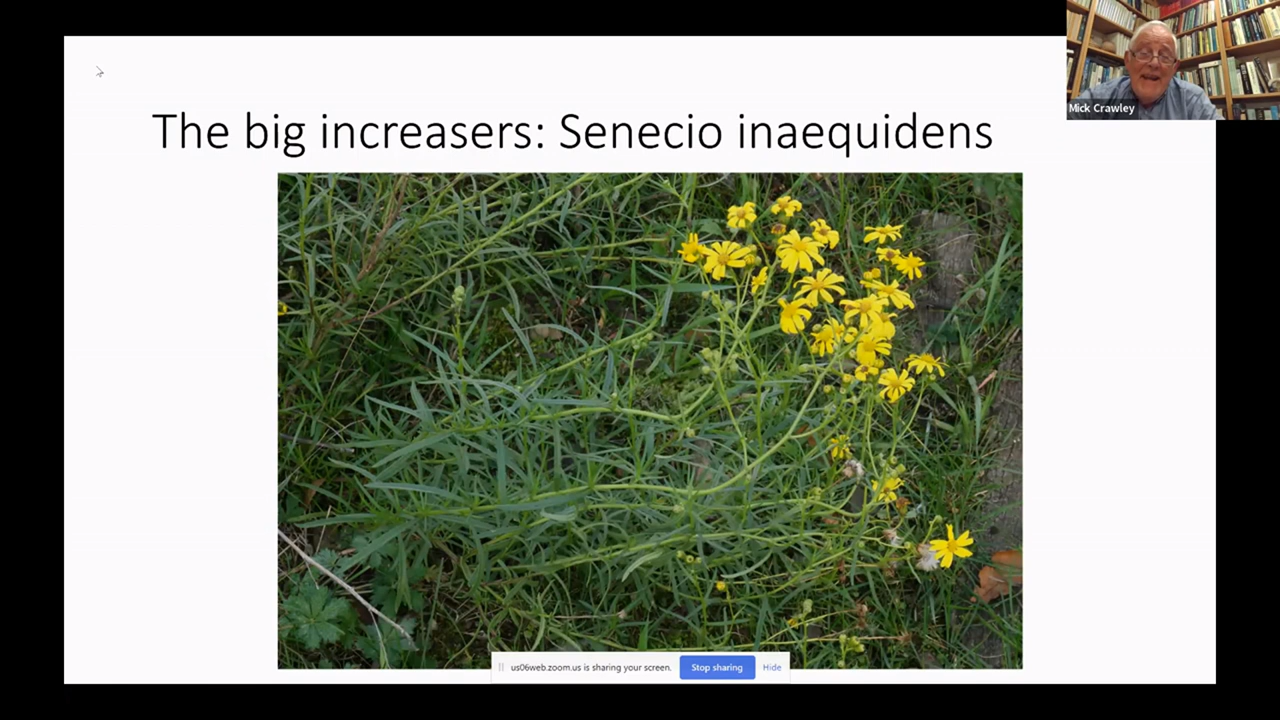 Mick Crawley
The big increasers: Senecio inaequidens
us06web.zoom.us is sharing your screen. Stop sharing Hide